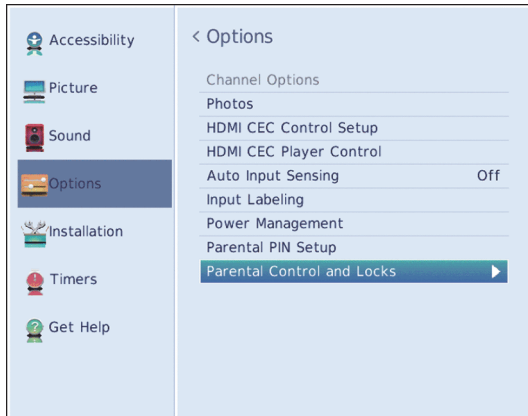 Accessibility
Picture
Sound
Options
Installation
Timers
Get Help
< Options
Channel Options
Photos
HDMI CEC Control Setup
HDMI CEC Player Control
Auto Input Sensing Off
Input Labeling
Power Management
Parental PIN Setup
Parental Control and Locks